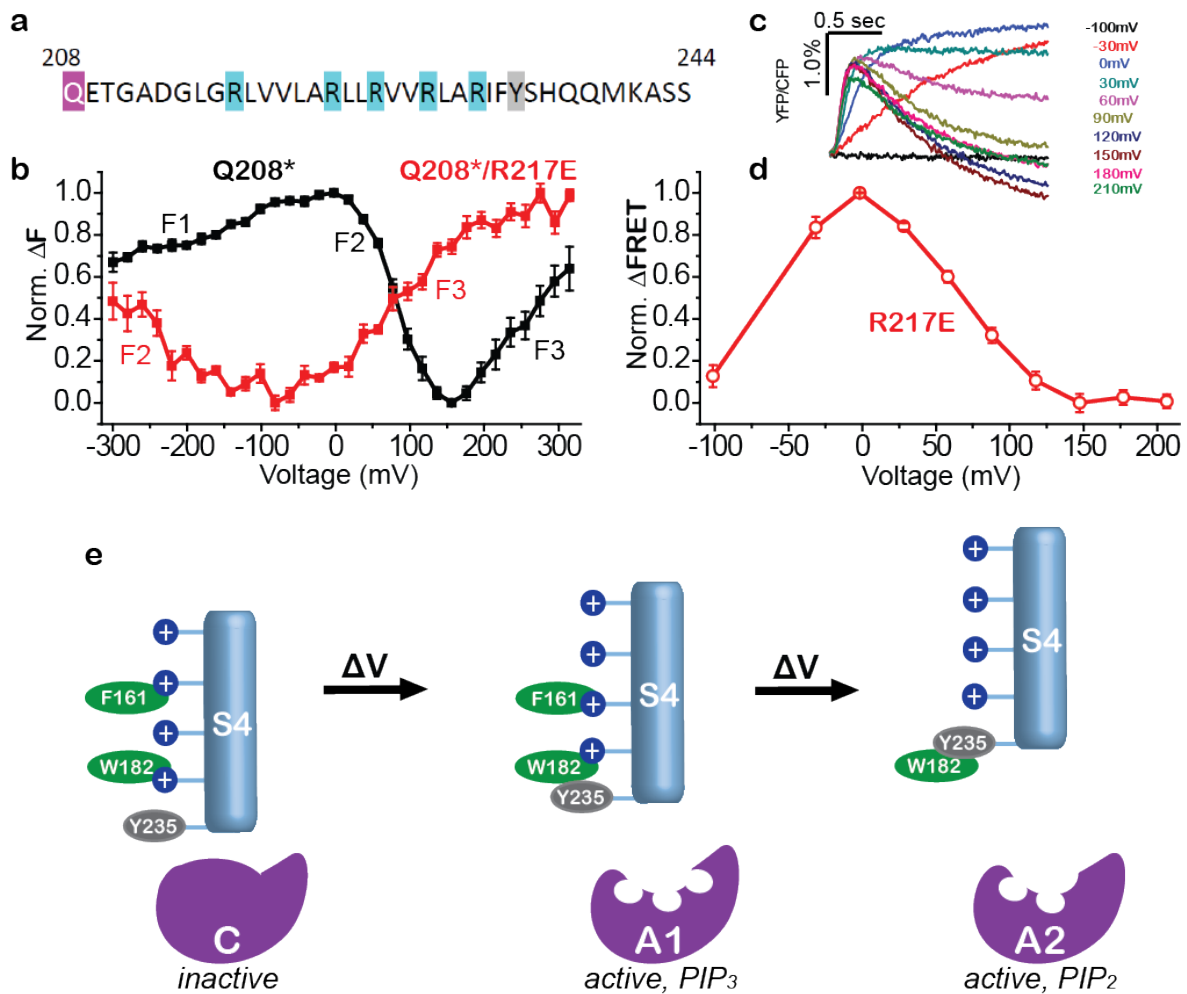 a
208
244
QETGADGLGRLVVLARLLRVVRLARIFYSHQQMKASS
c
0.5 sec
1.0%
YFP/CFP
-100mV
-30mV
0mV
30mV
60mV
90mV
120mV
150mV
180mV
210mV
b
Q208*
Q208*/R217E
F1
F2
F3
F2
F3
Norm. ΔF
1.0
0.8
0.6
0.4
0.2
0.0
-300 -200 -100 0 100 200 300
Voltage (mV)
d
Norm. ΔFRET
1.0
0.8
0.6
0.4
0.2
0.0
R217E
-100 -50 0 50 100 150 200
Voltage (mV)
e
+
+
+
+
F161
W182
Y235
S4
C
inactive
ΔV
+
+
+
+
F161
W182
Y235
S4
A1
active, PIP3
ΔV
+
+
+
+
S4
Y235
W182
A2
active, PIP2